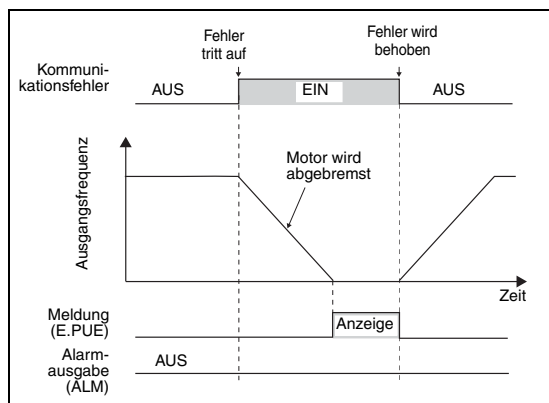 Fehler
tritt auf
Fehler wird
behoben
Kommuni-
kationsfehler
AUS
EIN
AUS
Ausgangsfrequenz
Motor wird
abgebremst
Zeit
Meldung
(E.PUE)
Anzeige
Alarm-
ausgabe
(ALM)
AUS